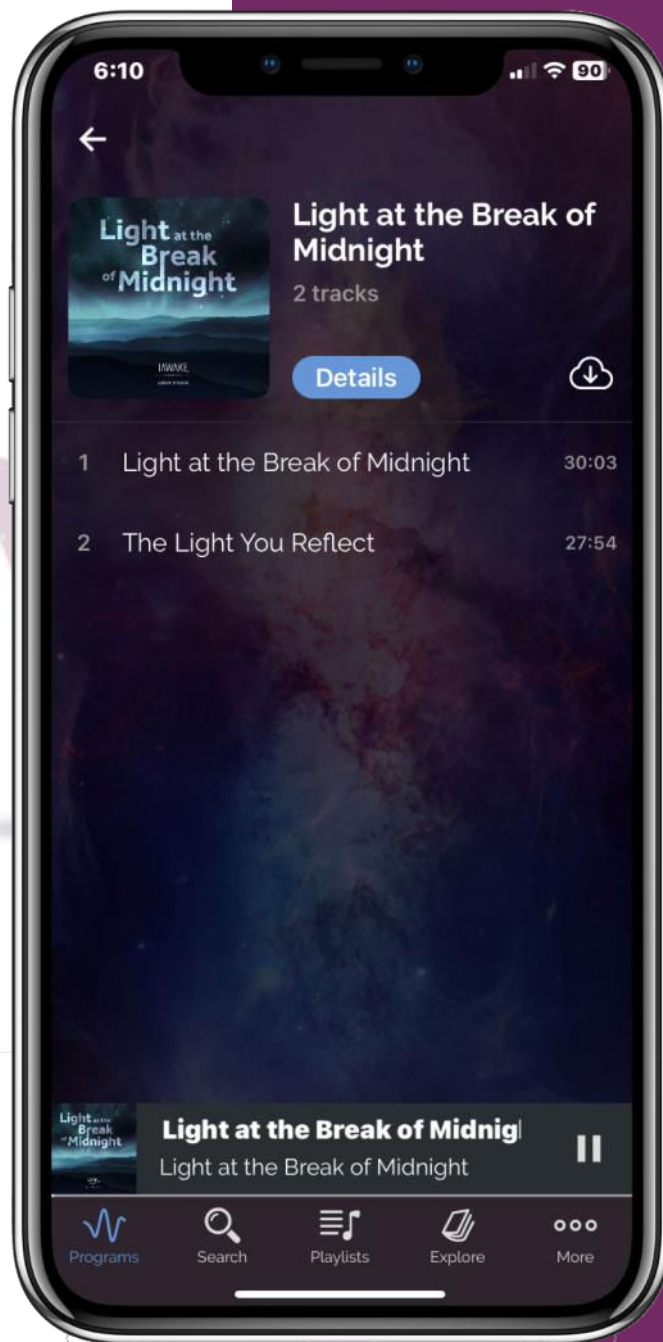 6:10
90
Light at the
Break
of Midnight
IAWAKE
Light at the Break of
Midnight
2 tracks
Details
1 Light at the Break of Midnight 30:03
2 The Light You Reflect 27:54
Light at the
Break
of Midnight
Light at the Break of Midnig
Light at the Break of Midnight
Programs
Search
Playlists
Explore
More